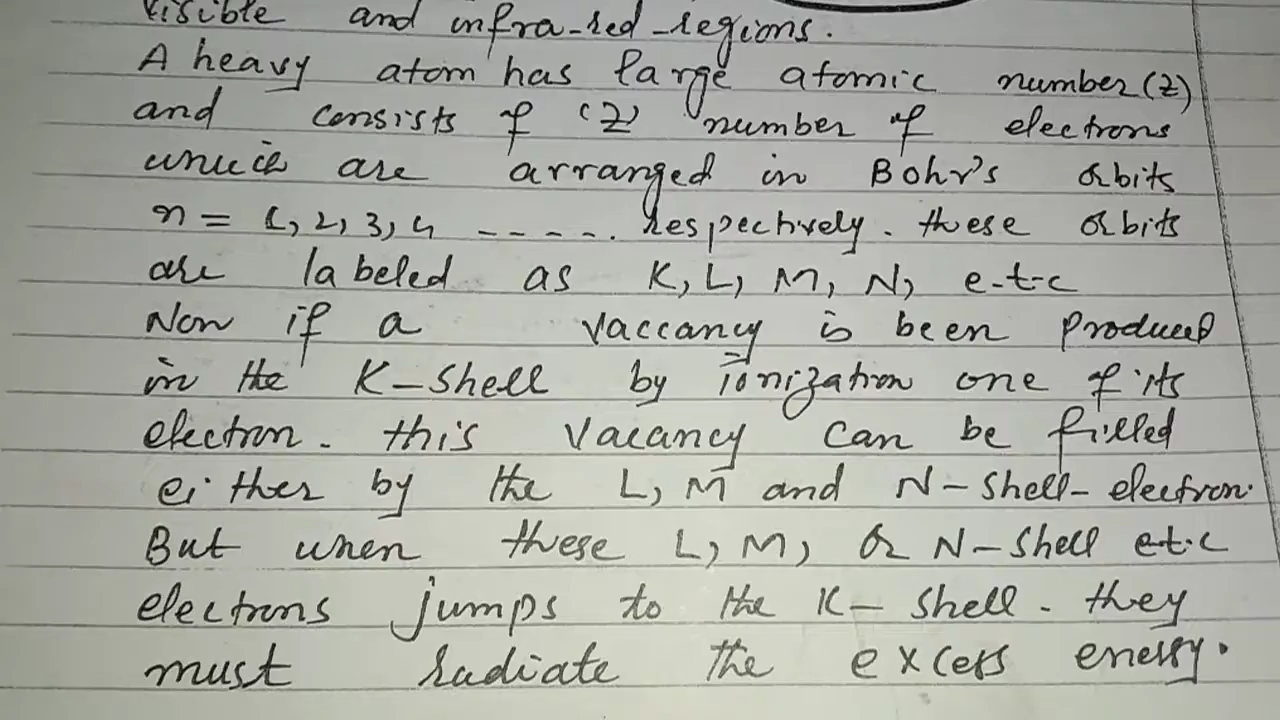 visible and infra-red-regions.
A heavy atom has large atomic number (Z)
and consists of (Z) number of electrons
which are arranged in Bohr's orbits
n = 1, 2, 3, 4 ----- . respectively. these orbits
are labeled as K, L, M, N, e-t-c
Now if a vaccancy is been produced
in the K-shell by ionization one of its
electron. this vacancy can be filled
either by the L, M and N-shell-electron.
But when these L, M, or N-shell e.t.c
electrons jumps to the K-shell. they
must radiate the excess energy.